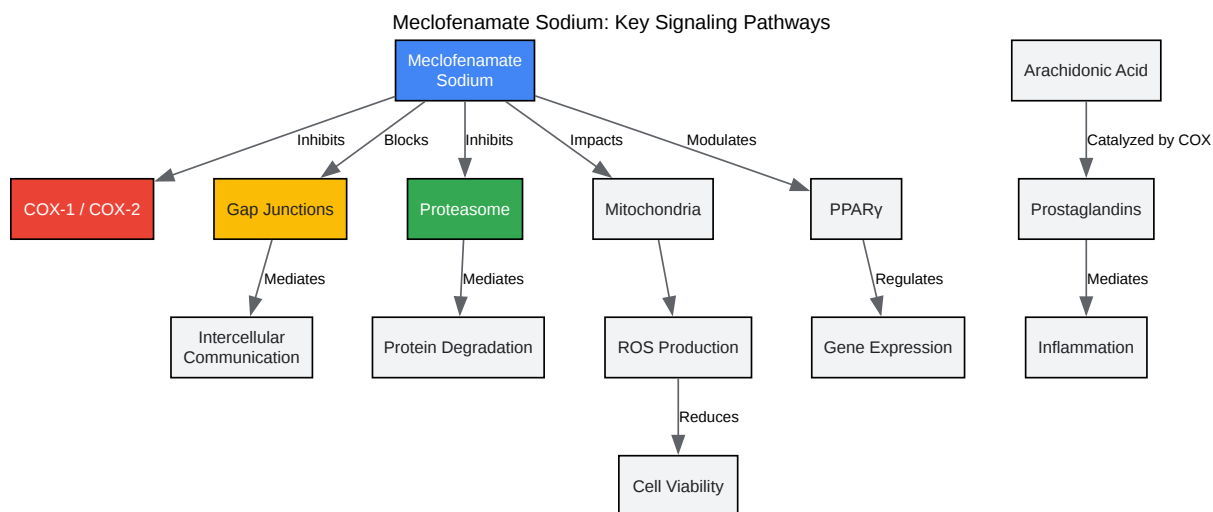 Meclofenamate Sodium: Key Signaling Pathways
Meclofenamate
Sodium
Arachidonic Acid
Inhibits
Blocks
Inhibits
Impacts
Modulates
Catalyzed by COX
COX-1 / COX-2
Gap Junctions
Proteasome
Mitochondria
PPARγ
Prostaglandins
Mediates
Mediates
Regulates
Mediates
Intercellular
Communication
Protein Degradation
ROS Production
Gene Expression
Inflammation
Reduces
Cell Viability